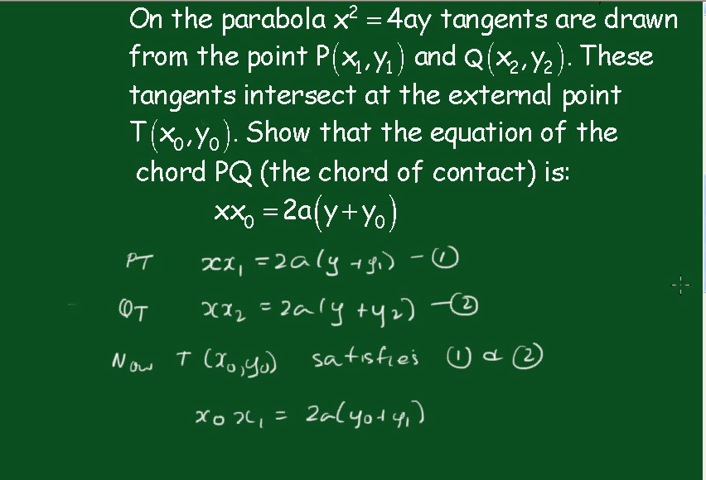 On the parabola x² = 4ay tangents are drawn
from the point P(x₁,y₁) and Q(x₂,y₂). These
tangents intersect at the external point
T(x₀,y₀). Show that the equation of the
chord PQ (the chord of contact) is:
xx₀ = 2a(y+y₀)
PT xx₁ = 2a(y+y₁) – ①
QT xx₂ = 2a(y+y₂) – ②
Now T (x₀,y₀) satisfies ① & ②
x₀x₁ = 2a(y₀+y₁)